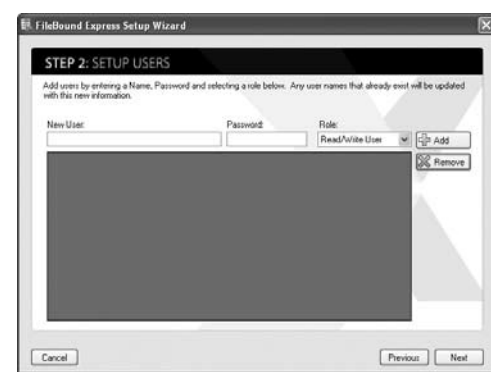 FileBound Express Setup Wizard
STEP 2: SETUP USERS
Add users by entering a Name, Password and selecting a role below. Any user names that already exist will be updated
with this new information.
New User: Password: Role:
Read/Write User Add
Remove
Cancel Previous Next